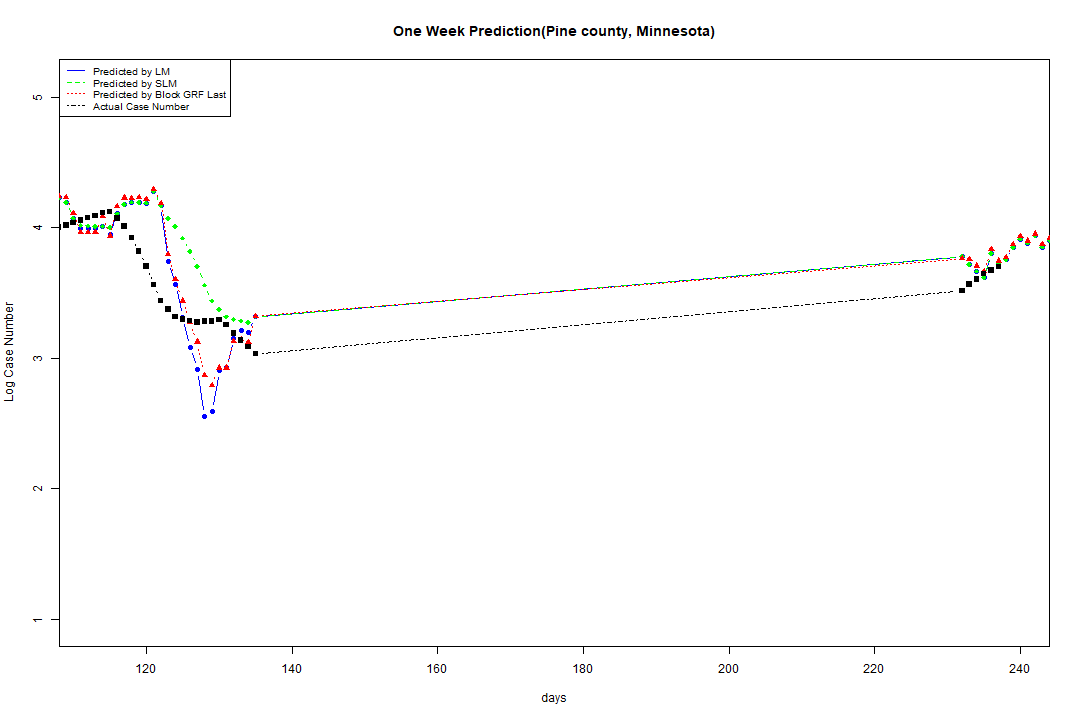 One Week Prediction(Pine county, Minnesota)
Predicted by LM
Predicted by SLM
Predicted by Block GRF Last
Actual Case Number
Log Case Number
5
4
3
2
1
120 140 160 180 200 220 240
days